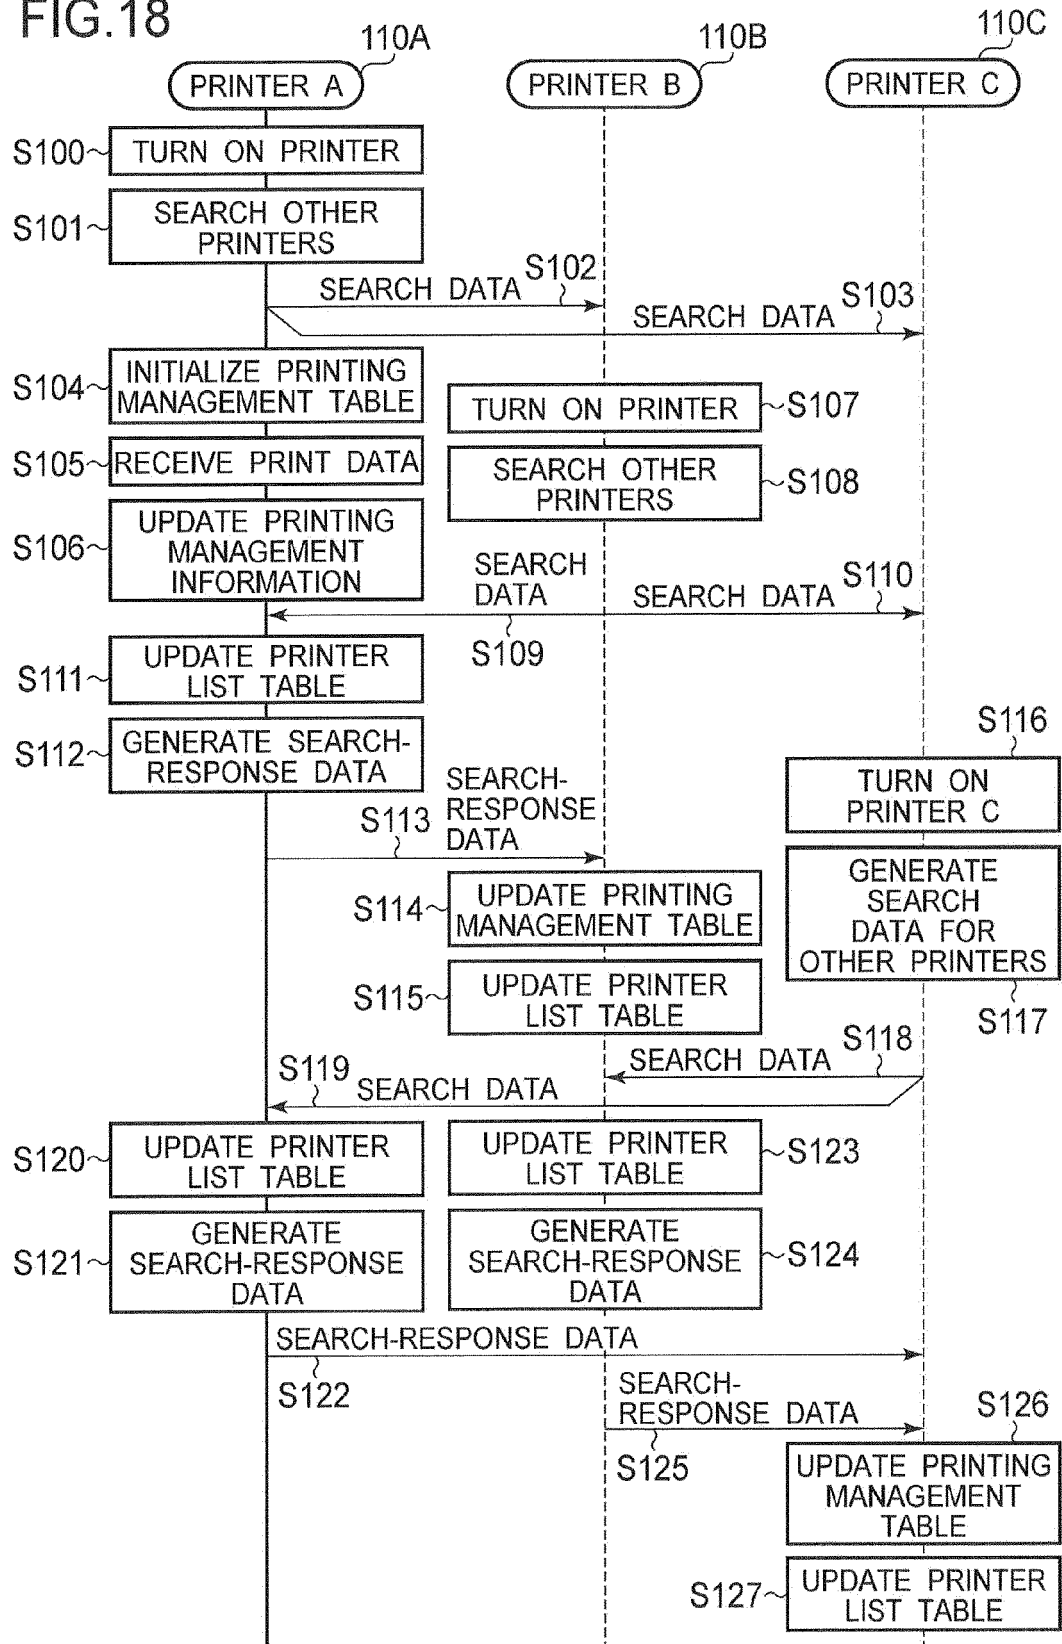 FIG.18
110A
110B
110C
PRINTER A
PRINTER B
PRINTER C
S100
TURN ON PRINTER
S101
SEARCH OTHER
PRINTERS
SEARCH DATA
S102
SEARCH DATA
S103
S104
INITIALIZE PRINTING
MANAGEMENT TABLE
S105
RECEIVE PRINT DATA
S106
UPDATE PRINTING
MANAGEMENT
INFORMATION
TURN ON PRINTER
S107
SEARCH OTHER
PRINTERS
S108
SEARCH
DATA
S109
SEARCH DATA
S110
S111
UPDATE PRINTER
LIST TABLE
S112
GENERATE SEARCH-
RESPONSE DATA
S113
SEARCH-
RESPONSE
DATA
S114
UPDATE PRINTING
MANAGEMENT TABLE
S115
UPDATE PRINTER
LIST TABLE
S116
TURN ON
PRINTER C
GENERATE
SEARCH
DATA FOR
OTHER PRINTERS
S117
SEARCH DATA
S118
S119
SEARCH DATA
S120
UPDATE PRINTER
LIST TABLE
UPDATE PRINTER
LIST TABLE
S123
S121
GENERATE
SEARCH-RESPONSE
DATA
GENERATE
SEARCH-RESPONSE
DATA
S124
SEARCH-RESPONSE DATA
S122
SEARCH-
RESPONSE DATA
S125
S126
UPDATE PRINTING
MANAGEMENT
TABLE
S127
UPDATE PRINTER
LIST TABLE